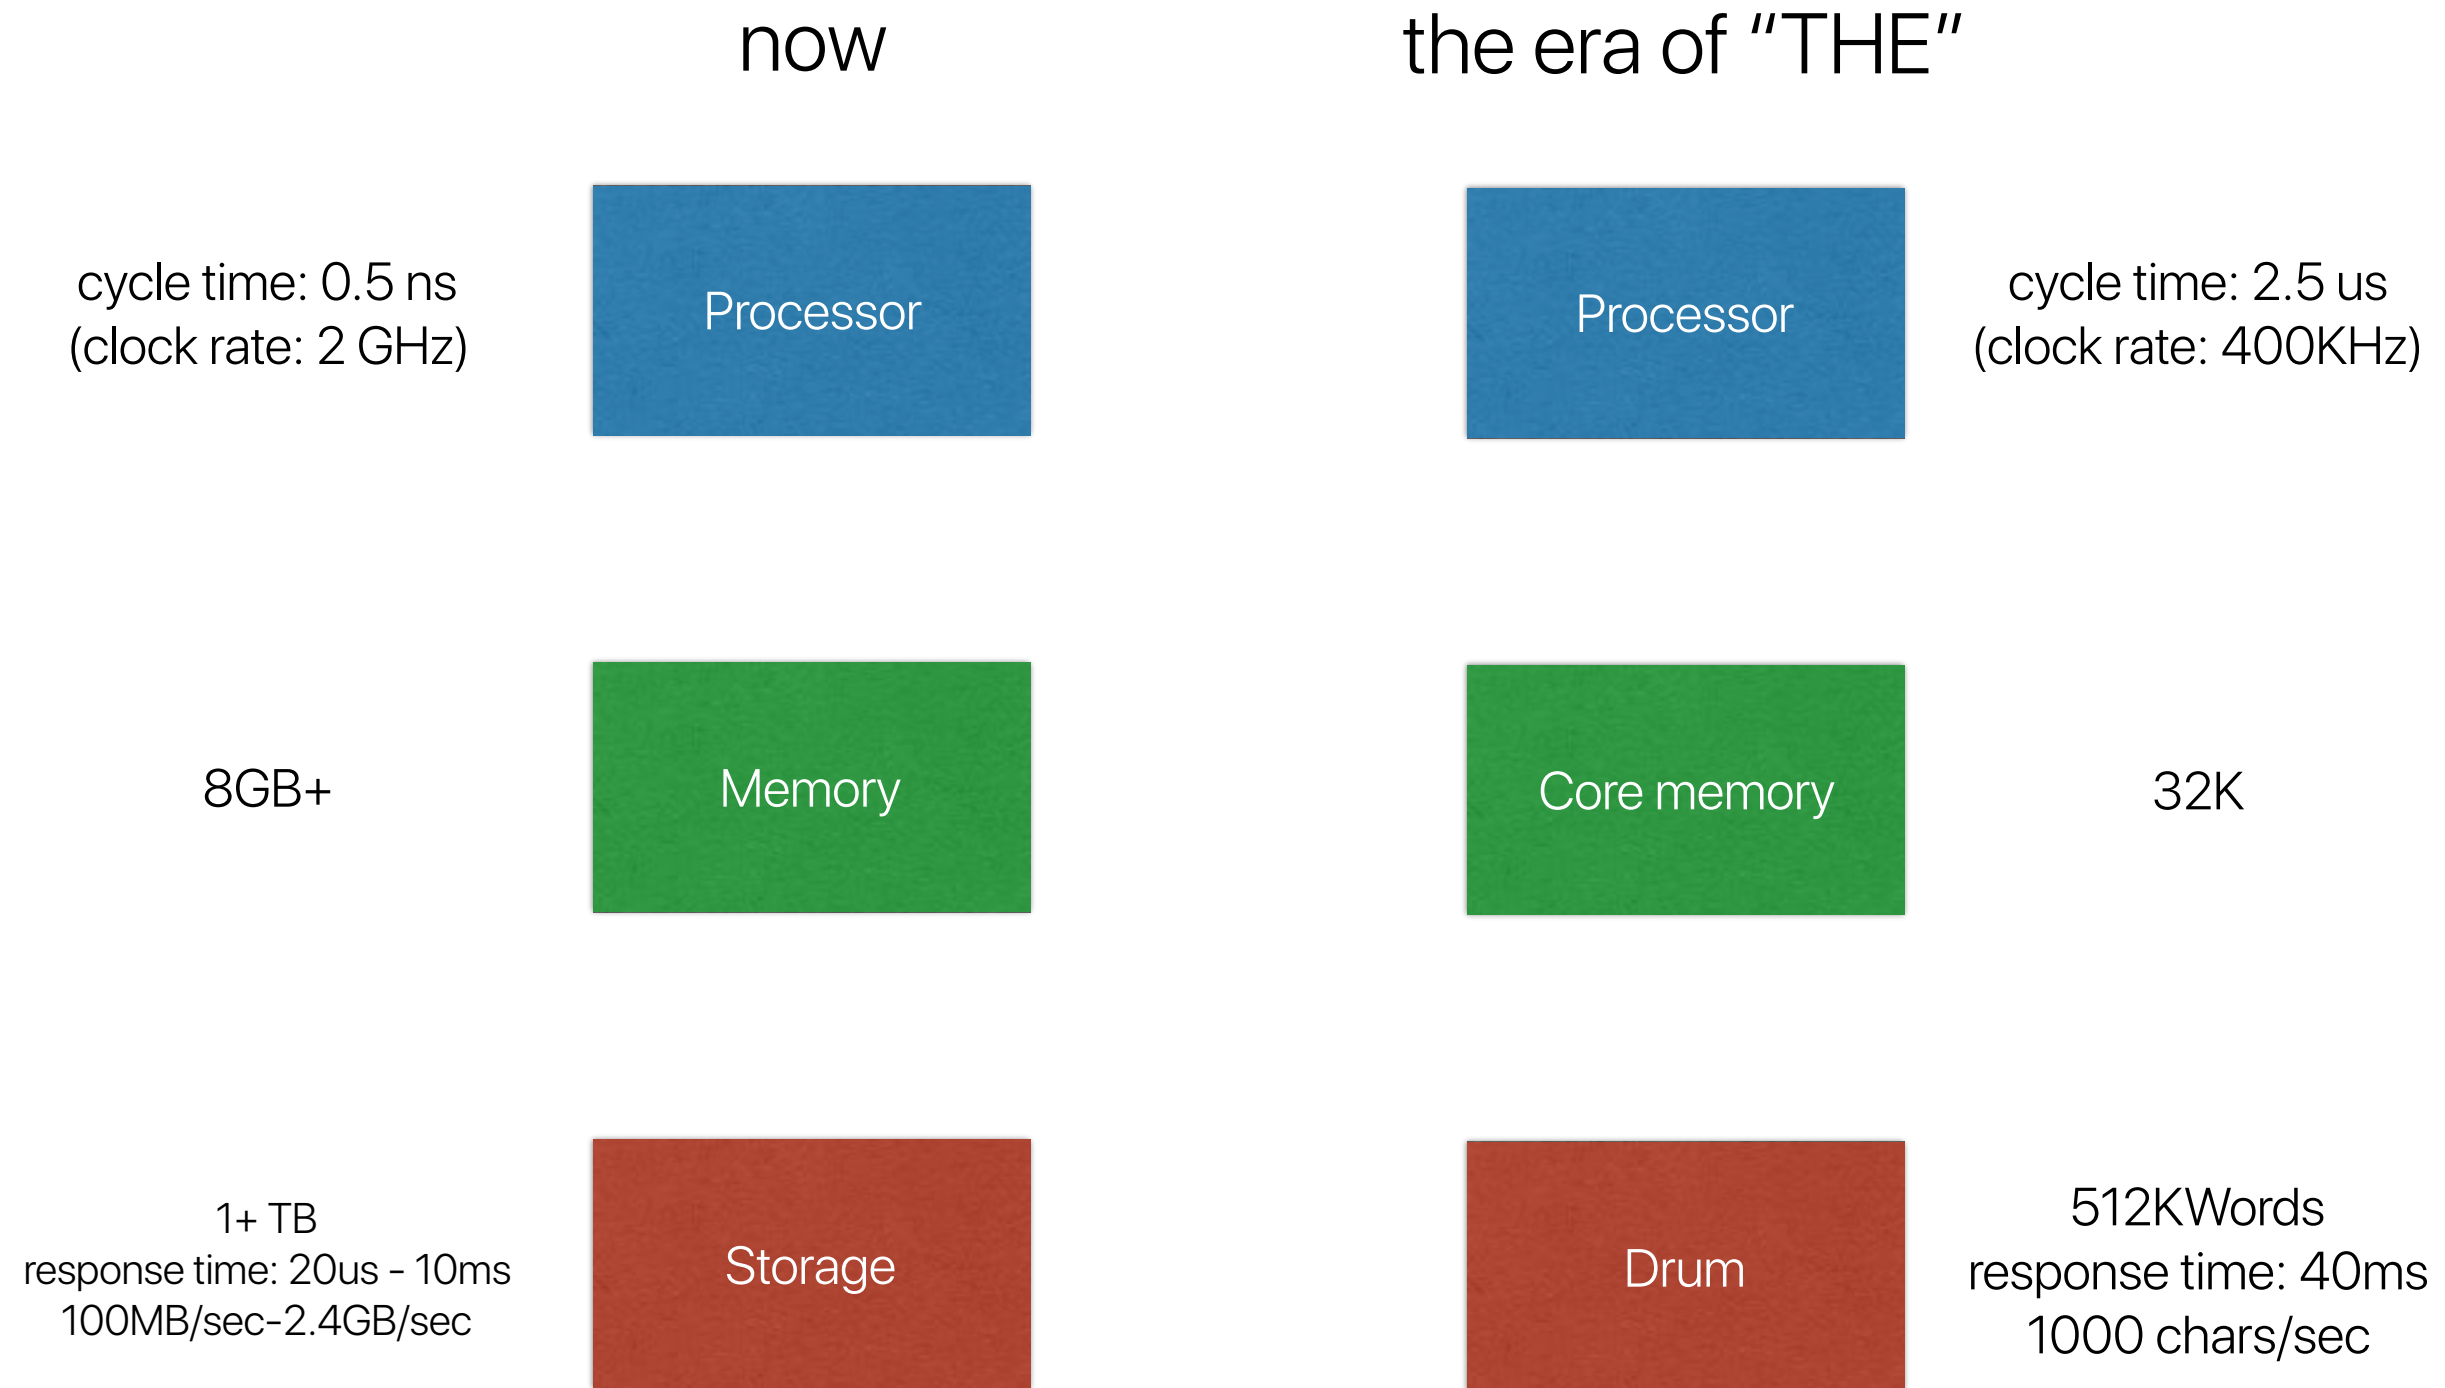 now
the era of “THE”
cycle time: 0.5 ns
(clock rate: 2 GHz)
Processor
Processor
cycle time: 2.5 us
(clock rate: 400KHz)
8GB+
Memory
Core memory
32K
1+ TB
response time: 20us - 10ms
100MB/sec-2.4GB/sec
Storage
Drum
512KWords
response time: 40ms
1000 chars/sec